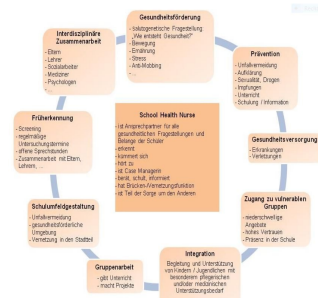 Gesundheitsförderung
- salutogenetische Fragestellung:
„Wie entsteht Gesundheit?"
- Bewegung
- Ernährung
- Stress
- Anti-Mobbing
- ...
Prävention
- Unfallvermeidung
- Aufklärung
- Sexualität, Drogen
- Impfungen
- Unterricht
- Schulung / Information
Gesundheitsversorgung
- Erkrankungen
- Verletzungen
Zugang zu vulnerablen
Gruppen
- niederschwellige
Angebote
- hohes Vertrauen
- Präsenz in der Schule
Integration
Begleitung und Unterstützung
von Kindern / Jugendlichen mit
besonderem pflegerischen
und/oder medizinischen
Unterstützungsbedarf
Gruppenarbeit
- gibt Unterricht
- macht Projekte
Schulumfeldgestaltung
- Unfallvermeidung
- gesundheitsförderliche
Umgebung
- Vernetzung in den Stadtteil
Früherkennung
- Screening
- regelmäßige
Untersuchungstermine
- offene Sprechstunden
- Zusammenarbeit mit Eltern,
Lehrern, ...
Interdisziplinäre
Zusammenarbeit
- Eltern
- Lehrer
- Sozialarbeiter
- Mediziner
- Psychologen
- ...
School Health Nurse
- ist Ansprechpartner für alle
gesundheitlichen Fragestellungen und
Belange der Schüler
- erkennt
- kümmert sich
- hört zu
- ist Case Managerin
- berät, schult, informiert
- hat Brücken-/Vernetzungsfunktion
- ist Teil der Sorge um den Anderen